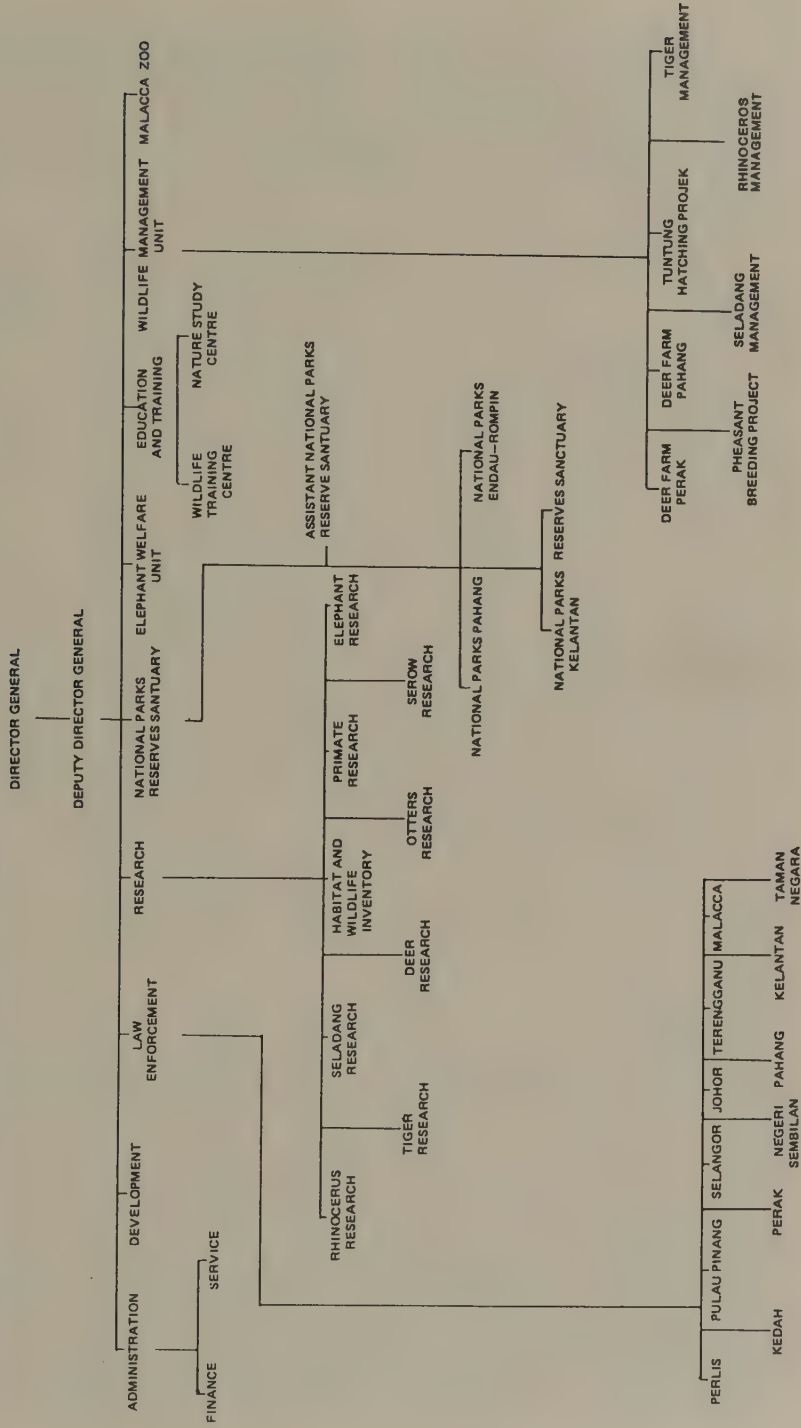 DIRECTOR GENERAL
DEPUTY DIRECTOR GENERAL
ADMINISTRATION
DEVELOPMENT
LAW
ENFORCEMENT
RESEARCH
NATIONAL PARKS
RESERVES SANTUARY
ELEPHANT WELFARE
UNIT
EDUCATION
AND TRAINING
WILDLIFE MANAGEMENT
UNIT
MALACCA ZOO
FINANCE
SERVICE
WILDLIFE
TRAINING
CENTRE
NATURE STUDY
CENTRE
RHINOCERUS
RESEARCH
TIGER
RESEARCH
SELADANG
RESEARCH
DEER
RESEARCH
HABITAT AND
WILDLIFE
INVENTORY
OTTERS
RESEARCH
PRIMATE
RESEARCH
SEROW
RESEARCH
ELEPHANT
RESEARCH
ASSISTANT NATIONAL PARKS
RESERVE SANTUARY
NATIONAL PARKS PAHANG
NATIONAL PARKS
ENDAU-ROMPIN
NATIONAL PARKS
KELANTAN
RESERVES SANCTUARY
PERLIS
KEDAH
PULAU PINANG
PERAK
SELANGOR
NEGERI
SEMBILAN
JOHOR
PAHANG
TERENGGANU
KELANTAN
MALACCA
TAMAN
NEGARA
DEER FARM
PERAK
PHEASANT
BREEDING PROJECT
DEER FARM
PAHANG
SELADANG
MANAGEMENT
TUNTUNG
HATCHING PROJEK
RHINOCEROS
MANAGEMENT
TIGER
MANAGEMENT